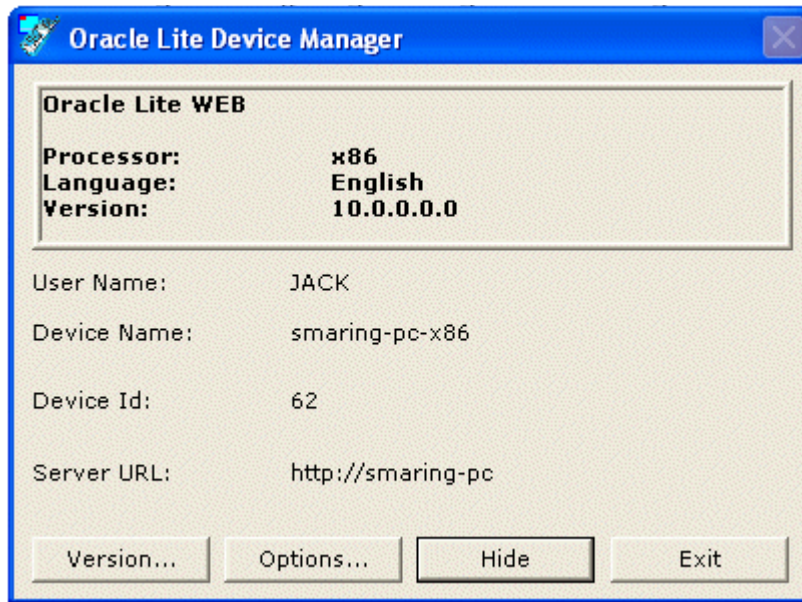 Oracle Lite Device Manager
Oracle Lite WEB
Processor: x86
Language: English
Version: 10.0.0.0.0
User Name: JACK
Device Name: smaring-pc-x86
Device Id: 62
Server URL: http://smaring-pc
Version... Options... Hide Exit